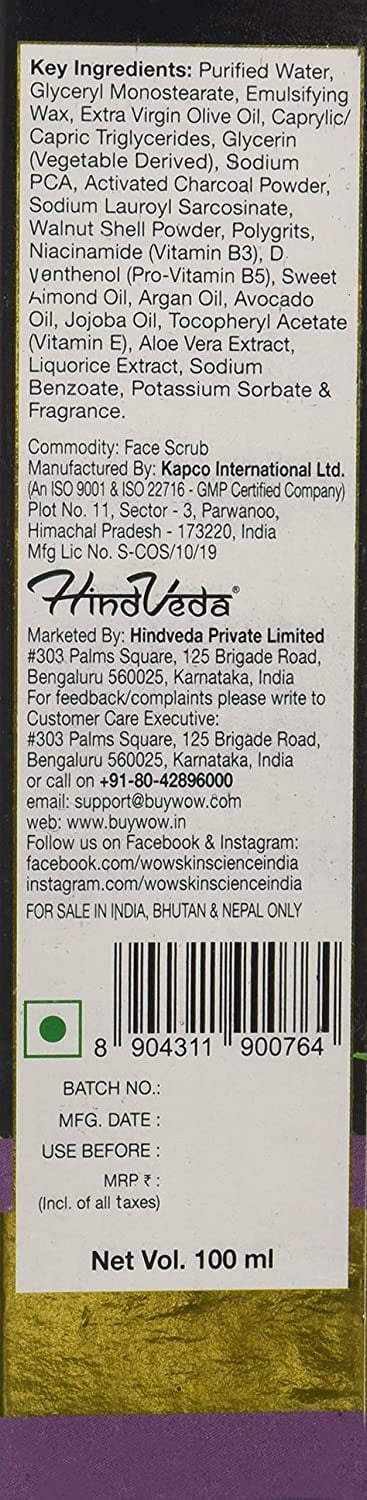 Key Ingredients: Purified Water,
Glyceryl Monostearate, Emulsifying
Wax, Extra Virgin Olive Oil, Caprylic/
Capric Triglycerides, Glycerin
(Vegetable Derived), Sodium
PCA, Activated Charcoal Powder,
Sodium Lauroyl Sarcosinate,
Walnut Shell Powder, Polygrits,
Niacinamide (Vitamin B3), D
Venthenol (Pro-Vitamin B5), Sweet
Almond Oil, Argan Oil, Avocado
Oil, Jojoba Oil, Tocopheryl Acetate
(Vitamin E), Aloe Vera Extract,
Liquorice Extract, Sodium
Benzoate, Potassium Sorbate &
Fragrance.
Commodity: Face Scrub
Manufactured By: Kapco International Ltd.
(An ISO 9001 & ISO 22716 - GMP Certified Company)
Plot No. 11, Sector - 3, Parwanoo,
Himachal Pradesh - 173220, India
Mfg Lic No. S-COS/10/19
HindVeda®
Marketed By: Hindveda Private Limited
#303 Palms Square, 125 Brigade Road,
Bengaluru 560025, Karnataka, India
For feedback/complaints please write to
Customer Care Executive:
#303 Palms Square, 125 Brigade Road,
Bengaluru 560025, Karnataka, India
or call on +91-80-42896000
email: support@buywow.com
web: www.buywow.in
Follow us on Facebook & Instagram:
facebook.com/wowskinscienceindia
instagram.com/wowskinscienceindia
FOR SALE IN INDIA, BHUTAN & NEPAL ONLY
8 904311 900764
BATCH NO.:
MFG. DATE :
USE BEFORE :
MRP ₹ :
(Incl. of all taxes)
Net Vol. 100 ml